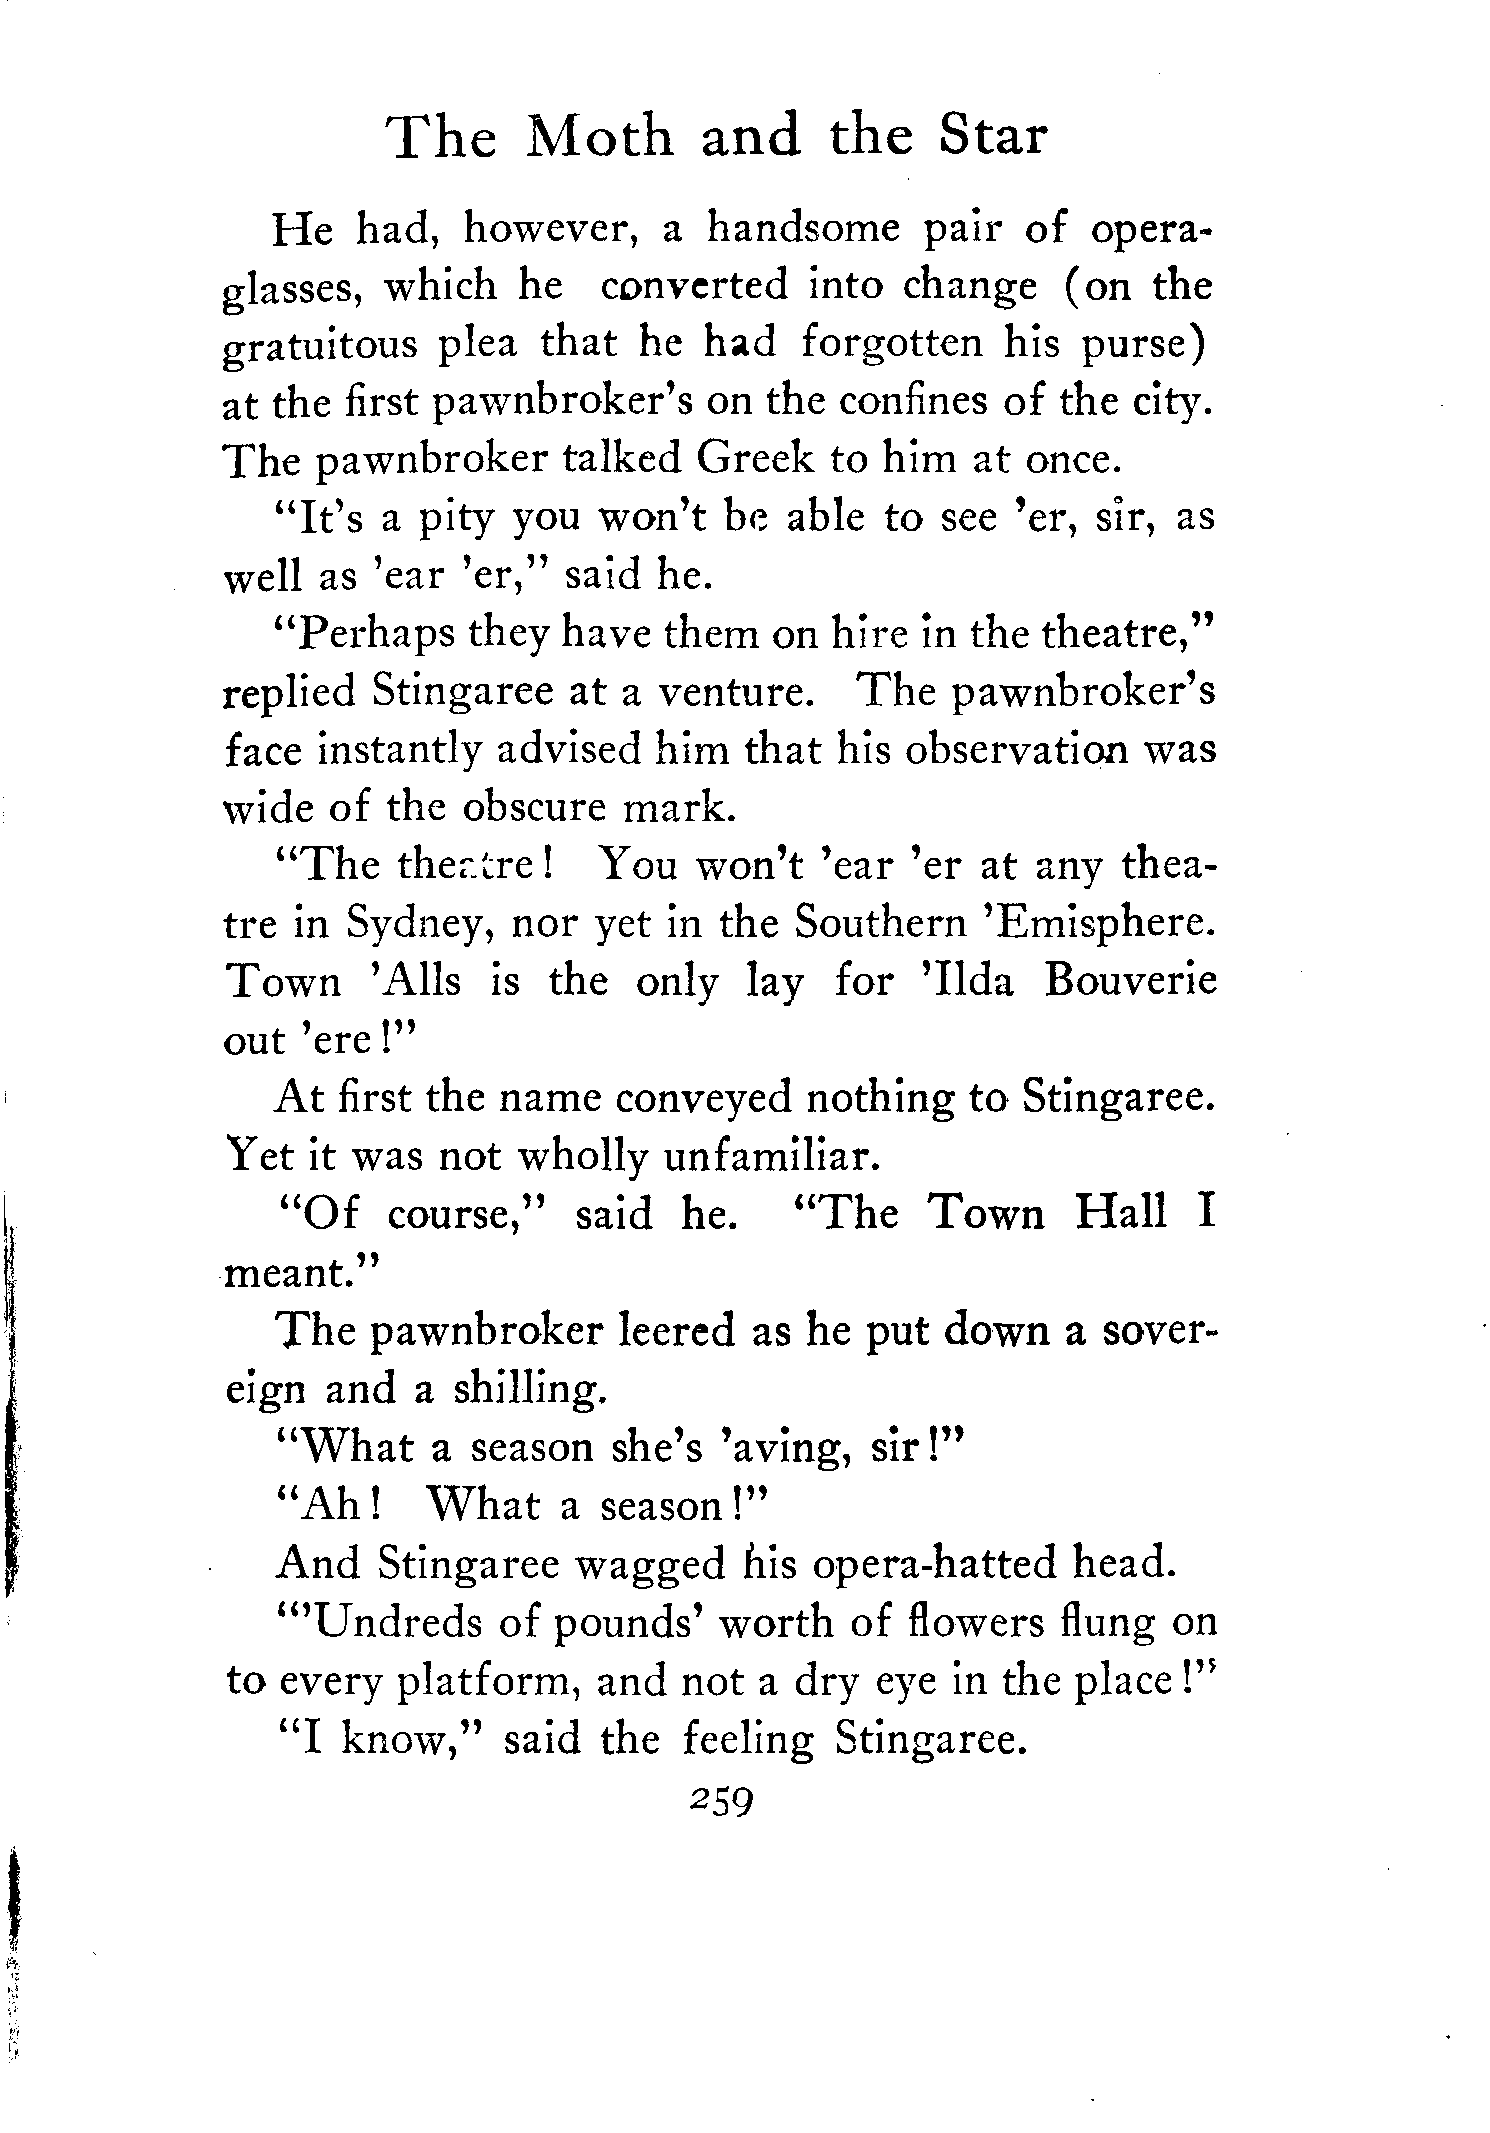 The Moth and the Star
He had, however, a handsome pair of opera-
glasses, which he converted into change (on the
gratuitous plea that he had forgotten his purse)
at the first pawnbroker's on the confines of the city.
The pawnbroker talked Greek to him at once.
"It's a pity you won't be able to see 'er, sir, as
well as 'ear 'er," said he.
"Perhaps they have them on hire in the theatre,"
replied Stingaree at a venture. The pawnbroker's
face instantly advised him that his observation was
wide of the obscure mark.
"The theatre! You won't 'ear 'er at any thea-
tre in Sydney, nor yet in the Southern 'Emisphere.
Town 'Alls is the only lay for 'Ilda Bouverie
out 'ere!"
At first the name conveyed nothing to Stingaree.
Yet it was not wholly unfamiliar.
"Of course," said he. "The Town Hall I
meant."
The pawnbroker leered as he put down a sover-
eign and a shilling.
"What a season she's 'aving, sir!"
"Ah! What a season!"
And Stingaree wagged his opera-hatted head.
"'Undreds of pounds' worth of flowers flung on
to every platform, and not a dry eye in the place!"
"I know," said the feeling Stingaree.
259